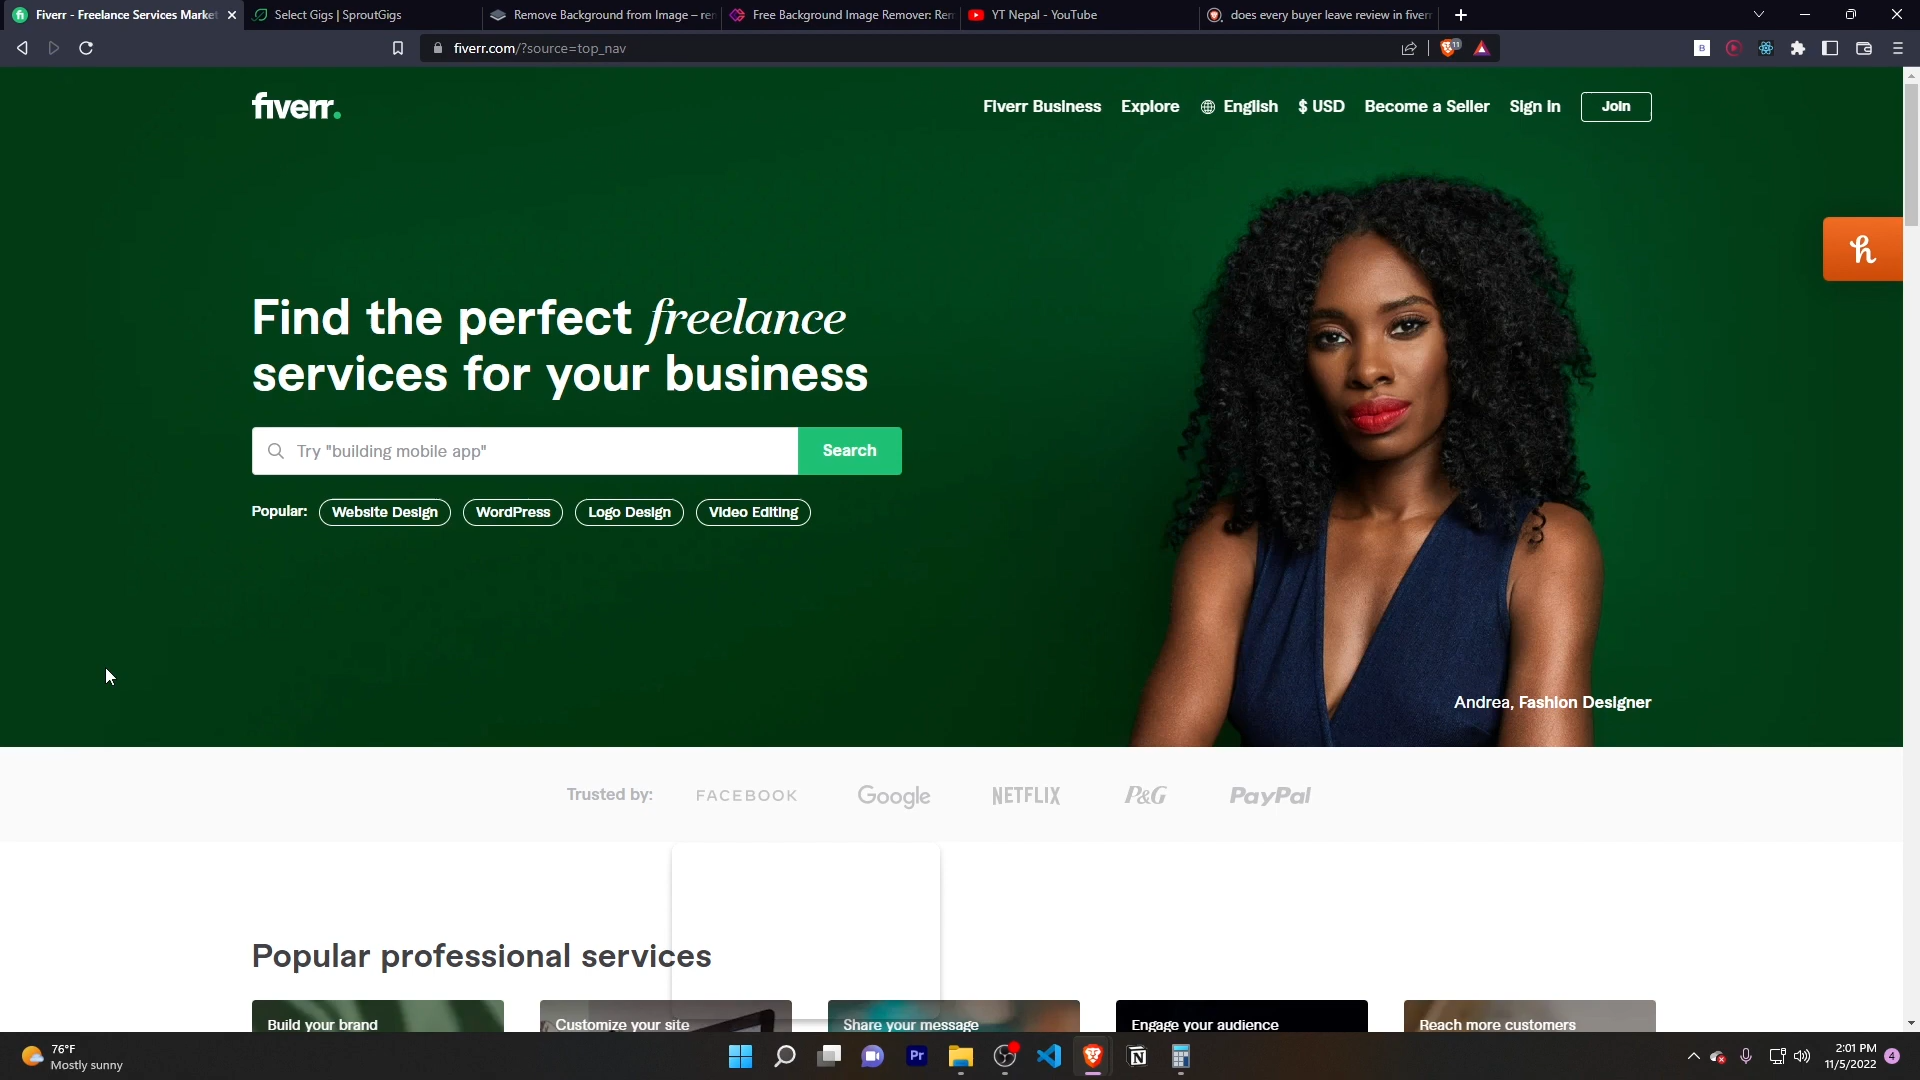 Fiverr - Freelance Services Market
Select Gigs | SproutGigs
Remove Background from Image – re
Free Background Image Remover: Re
YT Nepal - YouTube
does every buyer leave review in fiver
fiverr.com/?source=top_nav
11
B
fiverr.
Fiverr Business
Explore
English
$ USD
Become a Seller
Sign In
Join
h
Find the perfect freelance
services for your business
Try "building mobile app"
Search
Popular:
Website Design
WordPress
Logo Design
Video Editing
Andrea, Fashion Designer
Trusted by:
FACEBOOK
Google
NETFLIX
P&G
PayPal
Popular professional services
Build your brand
Customize your site
Share your message
Engage your audience
Reach more customers
76°F
Mostly sunny
Pr
2:01 PM
11/5/2022
4